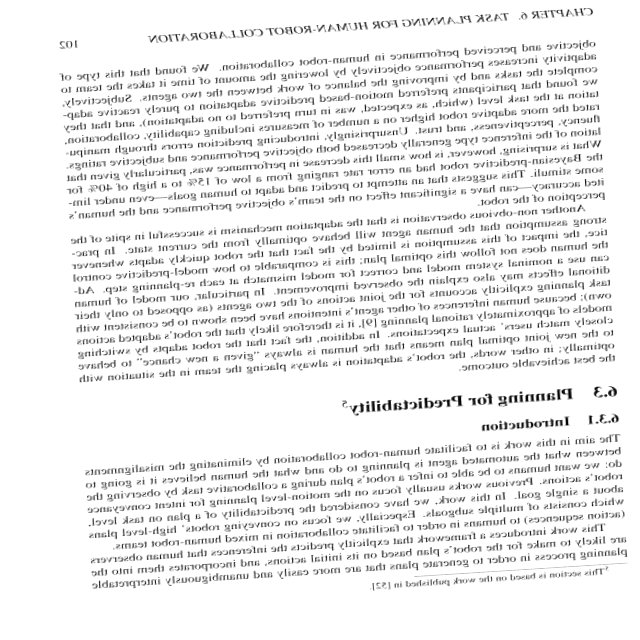 CHAPTER 6. TASK PLANNING FOR HUMAN-ROBOT COLLABORATION 102
objective and perceived performance in human-robot collaboration. We found that this type of
adaptivity increases performance objectively by lowering the amount of time it takes the team to
complete the tasks and by improving the balance of work between the two agents. Subjectively,
we found that participants preferred motion-based predictive adaptation to purely reactive adap-
tation at the task level (which, as expected, was in turn preferred to no adaptation), and that they
rated the more adaptive robot higher on a number of measures including capability, collaboration,
fluency, perceptiveness, and trust. Unsurprisingly, introducing prediction errors through manipu-
lation of the inference type generally decreased both objective performance and subjective ratings.
What is surprising, however, is how small this decrease in performance was, particularly given that
the Bayesian-predictive robot had an error rate ranging from a low of 15% to a high of 40% for
some stimuli. This suggests that an attempt to predict and adapt to human goals—even under lim-
ited accuracy—can have a significant effect on the team's objective performance and the human's
perception of the robot.
Another non-obvious observation is that the adaptation mechanism is successful in spite of the
strong assumption that the human agent will behave optimally from the current state. In prac-
tice, the impact of this assumption is limited by the fact that the robot quickly adapts whenever
the human does not follow this optimal plan; this is comparable to how model-predictive control
can use a nominal system model and correct for model mismatch at each re-planning step. Ad-
ditional effects may also explain the observed improvement. In particular, our model of human
task planning explicitly accounts for the joint actions of the two agents (as opposed to only their
own); because human inferences of other agent's intentions have been shown to be consistent with
models of approximately rational planning [9], it is therefore likely that the robot's adapted actions
closely match users' actual expectations. In addition, the fact that the robot adapts by switching
to the new joint optimal plan means that the human is always "given a new chance" to behave
optimally; in other words, the robot's adaptation is always placing the team in the situation with
the best achievable outcome.
6.3 Planning for Predictability5
6.3.1 Introduction
The aim in this work is to facilitate human-robot collaboration by eliminating the misalignments
between what the automated agent is planning to do and what the human believes it is going to
do: we want humans to be able to infer a robot's plan during a collaborative task by observing the
robot's actions. Previous works usually focus on the motion-level planning for intent conveyance
about a single goal. In this work, we have considered the predictability of a plan on task level,
which consists of multiple subgoals. Especially, we focus on conveying robots' high-level plans
(action sequences) to humans in order to facilitate collaboration in mixed human-robot teams.
This work introduces a framework that explicitly predicts the inferences that human observers
are likely to make for the robot's plan based on its initial actions, and incorporates them into the
planning process in order to generate plans that are more easily and unambiguously interpretable
5This section is based on the work published in [52].